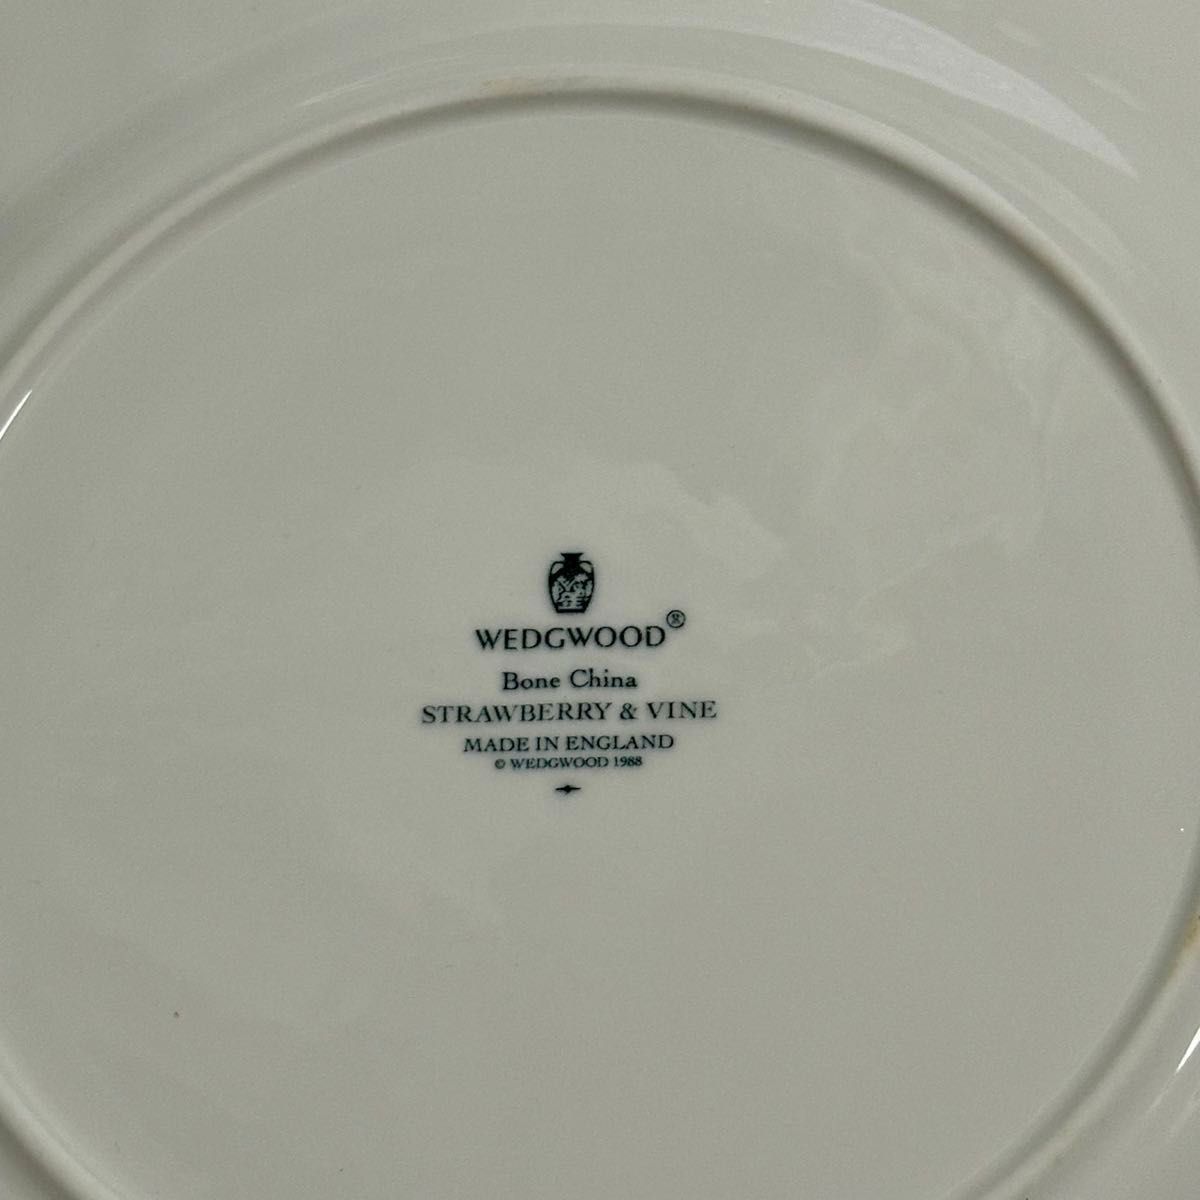 WEDGWOOD®
Bone China
STRAWBERRY & VINE
MADE IN ENGLAND
© WEDGWOOD 1988